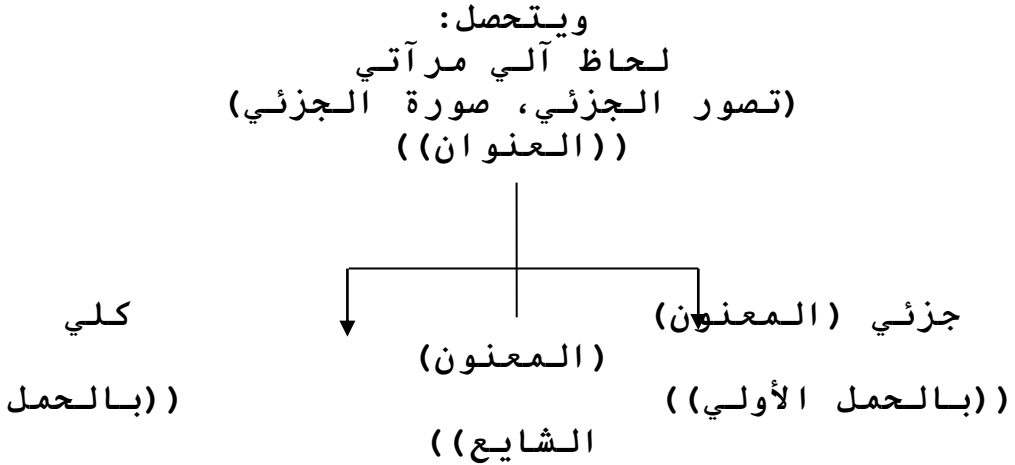 ويتحصل:
لحاظ آلي مرآتي
(تصور الجزئي، صورة الجزئي)
((العنوان))
جزئي (المعنون) كلي
(المعنون)
((بالحمل الأولي)) ((بالحمل
الشايع))